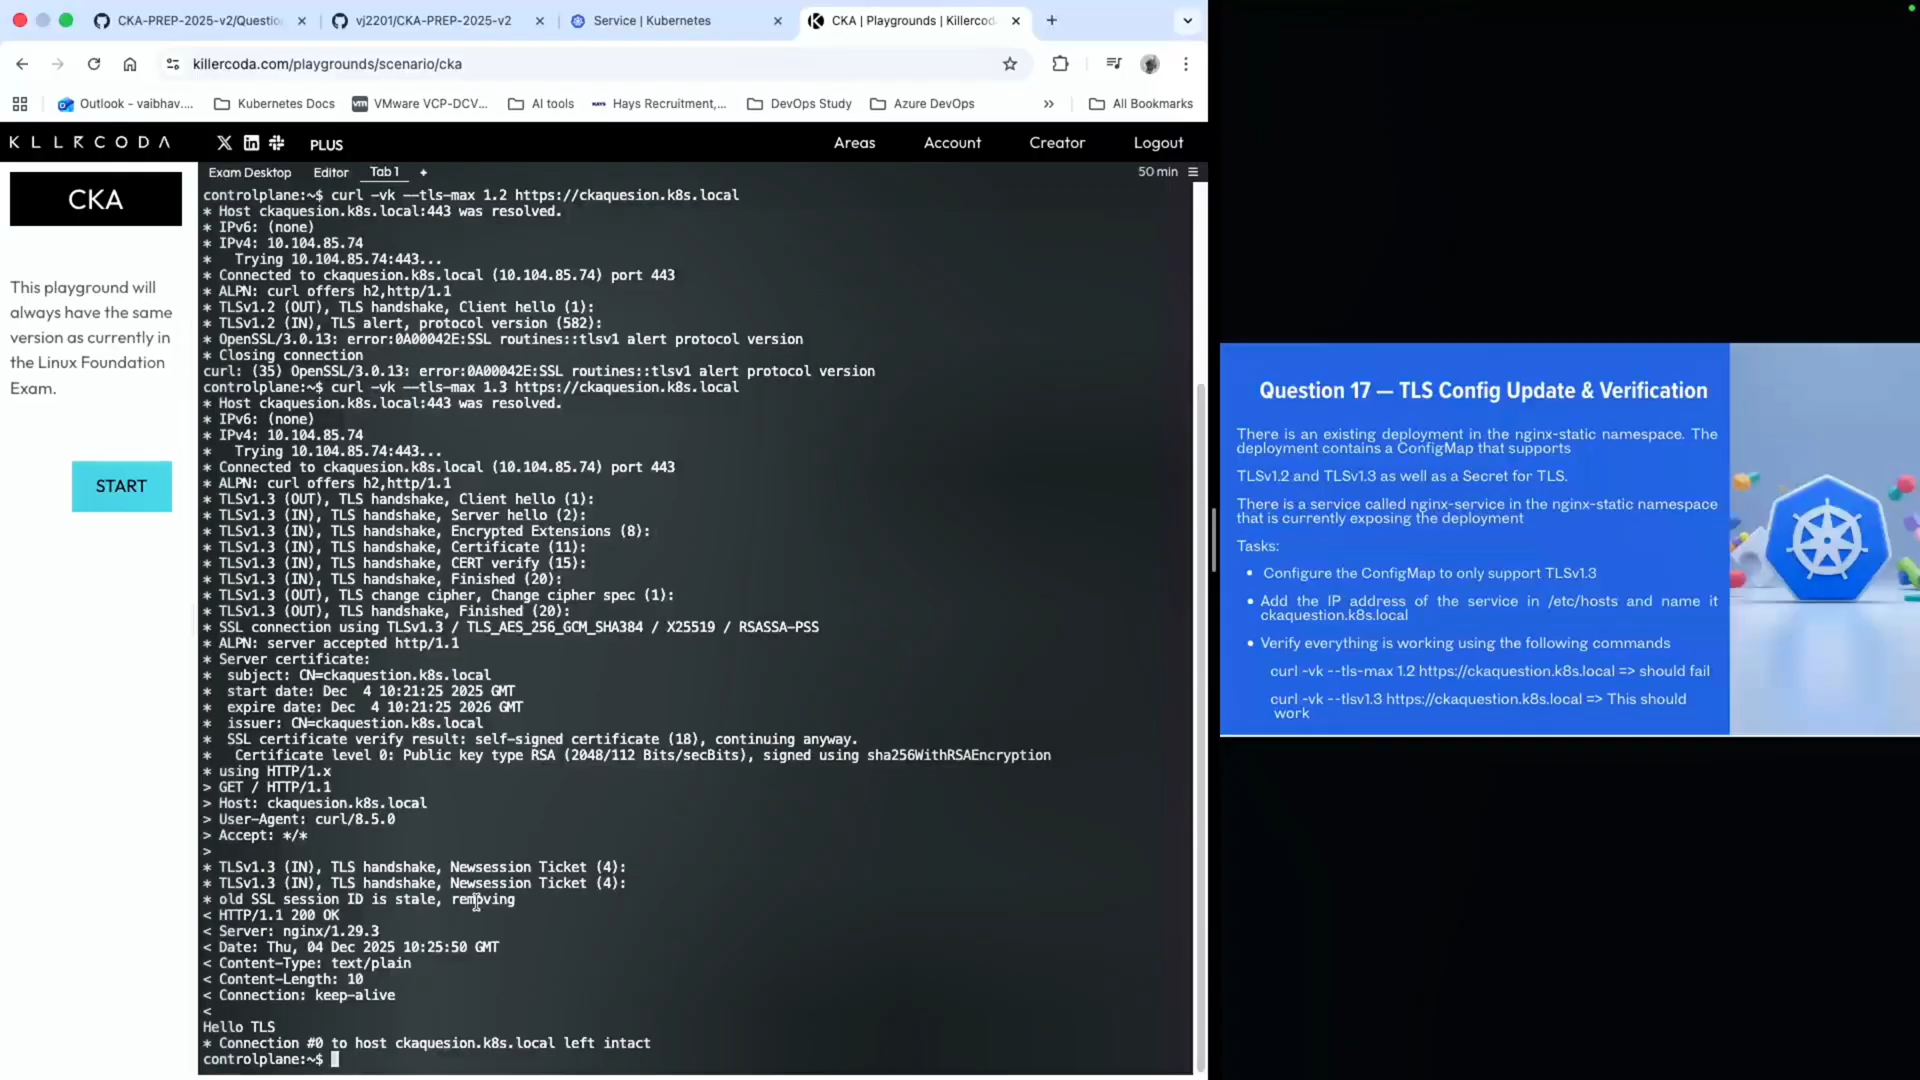 CKA-PREP-2025-v2/Questio
vj2201/CKA-PREP-2025-v2
Service | Kubernetes
CKA | Playgrounds | Killercod
killercoda.com/playgrounds/scenario/cka
Outlook - vaibhav....
Kubernetes Docs
VMware VCP-DCV...
AI tools
Hays Recruitment,...
DevOps Study
Azure DevOps
All Bookmarks
KILLERCODA
PLUS
Areas
Account
Creator
Logout
CKA
This playground will
always have the same
version as currently in
the Linux Foundation
Exam.
START
Exam Desktop
Editor
Tab 1
+
50 min
controlplane:~$ curl -vk --tls-max 1.2 https://ckaquesion.k8s.local
* Host ckaquesion.k8s.local:443 was resolved.
* IPv6: (none)
* IPv4: 10.104.85.74
*   Trying 10.104.85.74:443...
* Connected to ckaquesion.k8s.local (10.104.85.74) port 443
* ALPN: curl offers h2,http/1.1
* TLSv1.2 (OUT), TLS handshake, Client hello (1):
* TLSv1.2 (IN), TLS alert, protocol version (582):
* OpenSSL/3.0.13: error:0A00042E:SSL routines::tlsv1 alert protocol version
* Closing connection
curl: (35) OpenSSL/3.0.13: error:0A00042E:SSL routines::tlsv1 alert protocol version
controlplane:~$ curl -vk --tls-max 1.3 https://ckaquesion.k8s.local
* Host ckaquesion.k8s.local:443 was resolved.
* IPv6: (none)
* IPv4: 10.104.85.74
*   Trying 10.104.85.74:443...
* Connected to ckaquesion.k8s.local (10.104.85.74) port 443
* ALPN: curl offers h2,http/1.1
* TLSv1.3 (OUT), TLS handshake, Client hello (1):
* TLSv1.3 (IN), TLS handshake, Server hello (2):
* TLSv1.3 (IN), TLS handshake, Encrypted Extensions (8):
* TLSv1.3 (IN), TLS handshake, Certificate (11):
* TLSv1.3 (IN), TLS handshake, CERT verify (15):
* TLSv1.3 (IN), TLS handshake, Finished (20):
* TLSv1.3 (OUT), TLS change cipher, Change cipher spec (1):
* TLSv1.3 (OUT), TLS handshake, Finished (20):
* SSL connection using TLSv1.3 / TLS_AES_256_GCM_SHA384 / X25519 / RSASSA-PSS
* ALPN: server accepted http/1.1
* Server certificate:
*  subject: CN=ckaquestion.k8s.local
*  start date: Dec  4 10:21:25 2025 GMT
*  expire date: Dec  4 10:21:25 2026 GMT
*  issuer: CN=ckaquestion.k8s.local
*  SSL certificate verify result: self-signed certificate (18), continuing anyway.
*   Certificate level 0: Public key type RSA (2048/112 Bits/secBits), signed using sha256WithRSAEncryption
* using HTTP/1.x
> GET / HTTP/1.1
> Host: ckaquesion.k8s.local
> User-Agent: curl/8.5.0
> Accept: */*
>
* TLSv1.3 (IN), TLS handshake, Newsession Ticket (4):
* TLSv1.3 (IN), TLS handshake, Newsession Ticket (4):
* old SSL session ID is stale, removing
< HTTP/1.1 200 OK
< Server: nginx/1.29.3
< Date: Thu, 04 Dec 2025 10:25:50 GMT
< Content-Type: text/plain
< Content-Length: 10
< Connection: keep-alive
<
Hello TLS
* Connection #0 to host ckaquesion.k8s.local left intact
controlplane:~$
Question 17 — TLS Config Update & Verification
There is an existing deployment in the nginx-static namespace. The
deployment contains a ConfigMap that supports
TLSv1.2 and TLSv1.3 as well as a Secret for TLS.
There is a service called nginx-service in the nginx-static namespace
that is currently exposing the deployment
Tasks:
• Configure the ConfigMap to only support TLSv1.3
• Add the IP address of the service in /etc/hosts and name it
ckaquestion.k8s.local
• Verify everything is working using the following commands
curl -vk --tls-max 1.2 https://ckaquestion.k8s.local => should fail
curl -vk --tlsv1.3 https://ckaquestion.k8s.local => This should
work